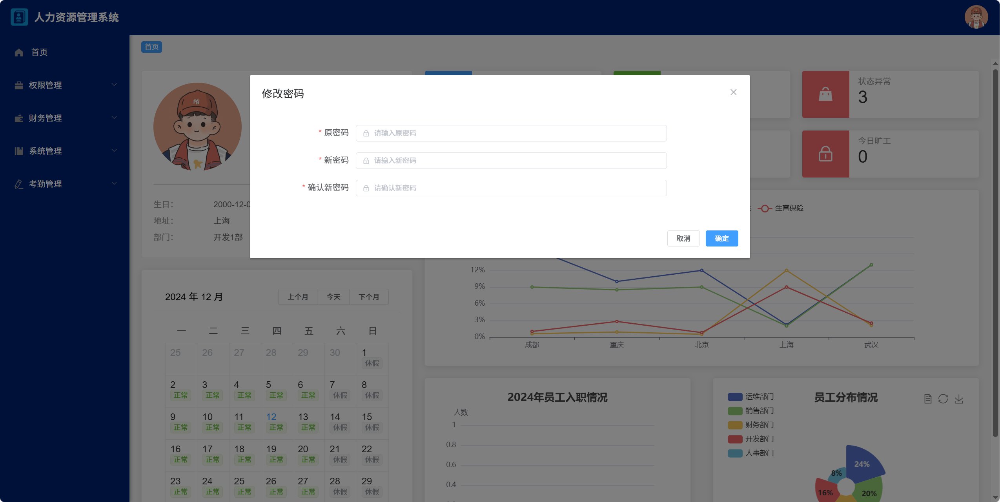 人力资源管理系统
首页
权限管理
财务管理
系统管理
考勤管理
首页
修改密码
* 原密码 请输入原密码
* 新密码 请输入新密码
* 确认新密码 请确认新密码
取消 确定
状态异常
3
今日旷工
0
生日： 2000-12-0
地址： 上海
部门： 开发1部
生育保险
12%
9%
6%
3%
0%
成都 重庆 北京 上海 武汉
2024 年 12 月
上个月 今天 下个月
一 二 三 四 五 六 日
25 26 27 28 29 30 1
休假
2 3 4 5 6 7 8
正常 正常 正常 正常 正常 休假 休假
9 10 11 12 13 14 15
正常 正常 正常 正常 正常 休假 休假
16 17 18 19 20 21 22
正常 正常 正常 正常 正常 休假 休假
23 24 25 26 27 28 29
正常 正常 正常 正常 正常 休假 休假
2024年员工入职情况
人数
1
0.8
0.6
0.4
员工分布情况
运维部门
销售部门
财务部门
开发部门
人事部门
24%
8%
16%
20%